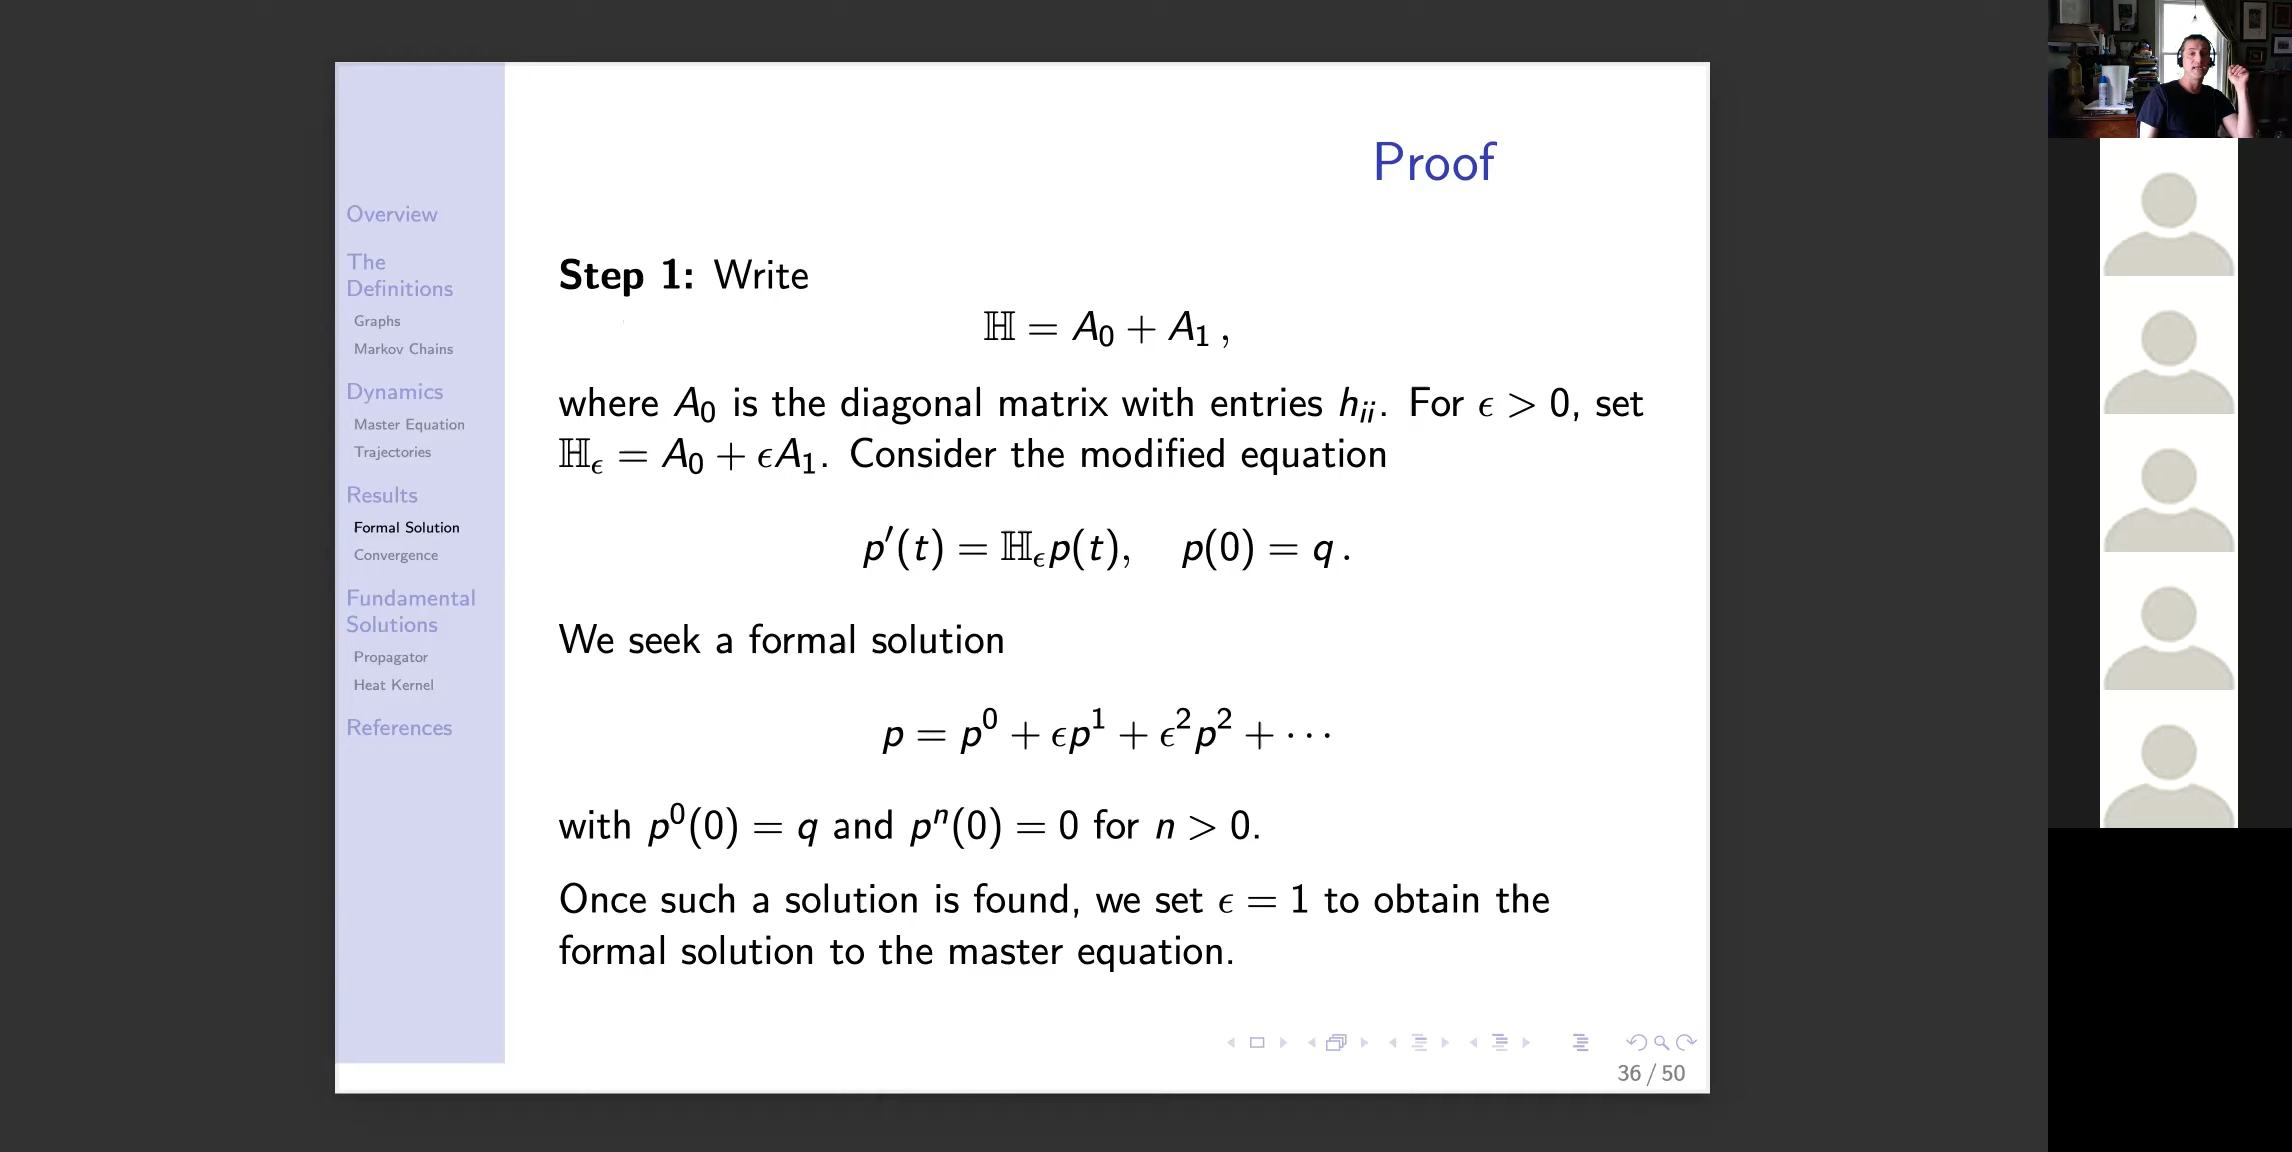 Proof
Overview
The
Definitions
Graphs
Markov Chains
Dynamics
Master Equation
Trajectories
Results
Formal Solution
Convergence
Fundamental
Solutions
Propagator
Heat Kernel
References
Step 1: Write
ℍ = A₀ + A₁ ,
where A₀ is the diagonal matrix with entries hᵢᵢ. For ϵ > 0, set
ℍ_ϵ = A₀ + ϵA₁. Consider the modified equation
p′(t) = ℍ_ϵp(t), p(0) = q .
We seek a formal solution
p = p⁰ + ϵp¹ + ϵ²p² + ···
with p⁰(0) = q and pⁿ(0) = 0 for n > 0.
Once such a solution is found, we set ϵ = 1 to obtain the
formal solution to the master equation.
36 / 50